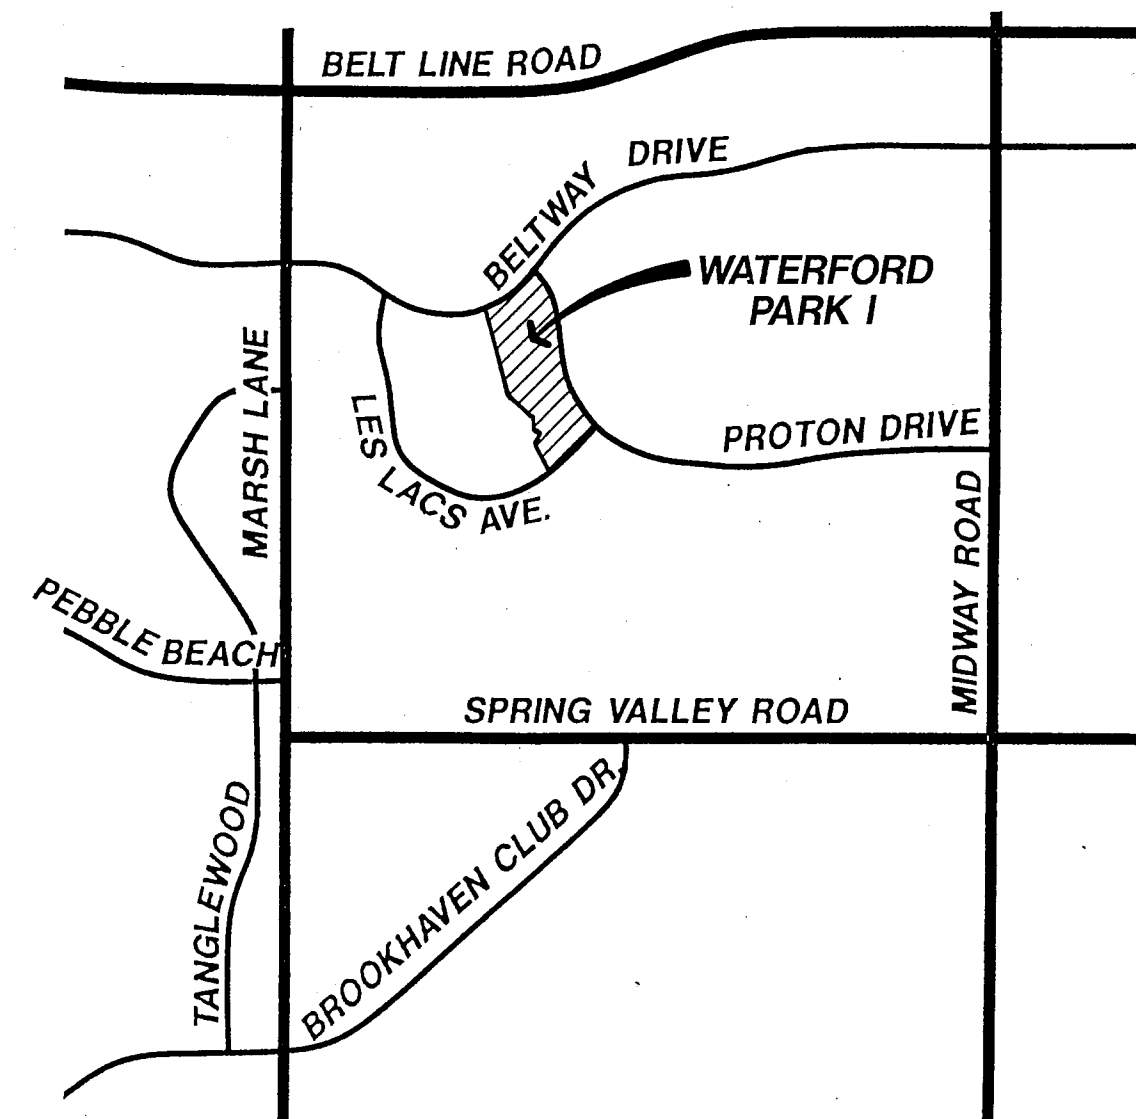 BELT LINE ROAD
BELTWAY DRIVE
WATERFORD
PARK I
MARSH LANE
LES LACS AVE.
PROTON DRIVE
MIDWAY ROAD
PEBBLE BEACH
SPRING VALLEY ROAD
TANGLEWOOD
BROOKHAVEN CLUB DR.